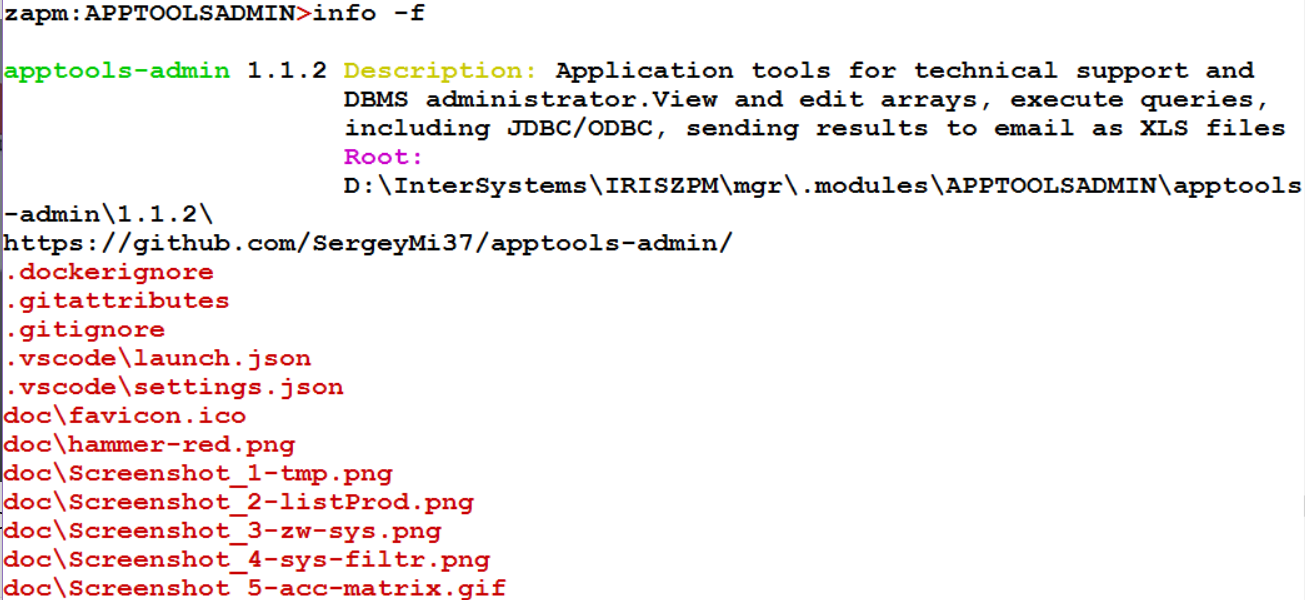 zapm:APPTOOLSADMIN>info -f
apptools-admin 1.1.2 Description: Application tools for technical support and
DBMS administrator.View and edit arrays, execute queries,
including JDBC/ODBC, sending results to email as XLS files
Root:
D:\InterSystems\IRISZPM\mgr\.modules\APPTOOLSADMIN\apptools
-admin\1.1.2\
https://github.com/SergeyMi37/apptools-admin/
.dockerignore
.gitattributes
.gitignore
.vscode\launch.json
.vscode\settings.json
doc\favicon.ico
doc\hammer-red.png
doc\Screenshot_1-tmp.png
doc\Screenshot_2-listProd.png
doc\Screenshot_3-zw-sys.png
doc\Screenshot_4-sys-filtr.png
doc\Screenshot 5-acc-matrix.gif